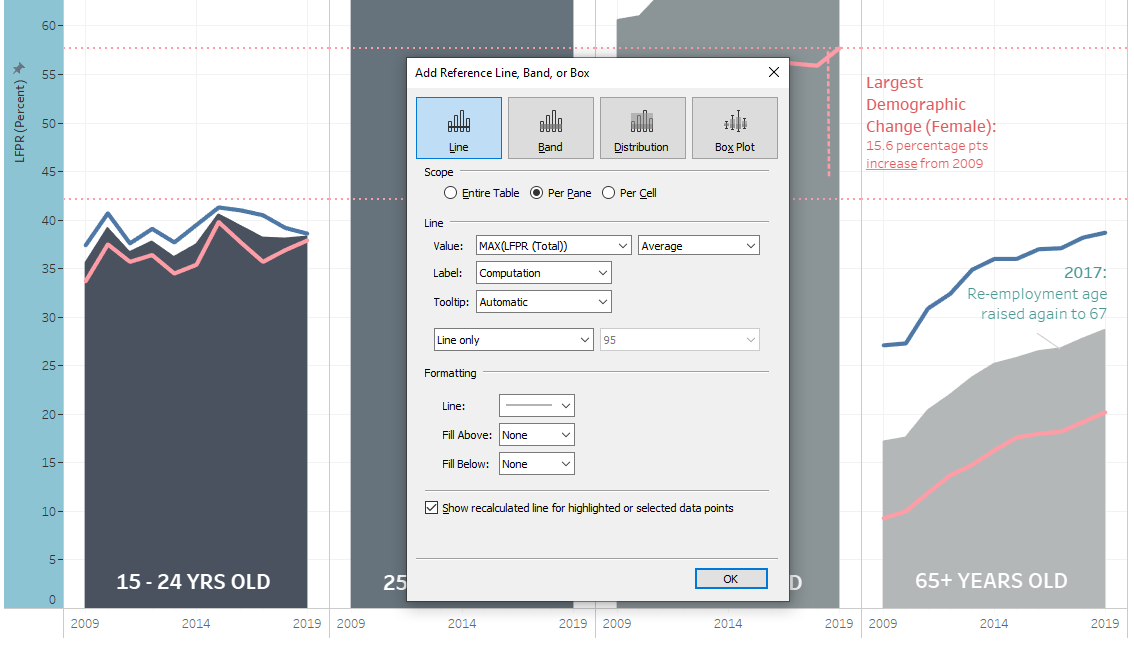 60
55
50
45
40
35
30
25
20
15
10
5
0
LFPR (Percent)
15 - 24 YRS OLD
25
D
65+ YEARS OLD
2009
2014
2019
2009
2014
2019
2009
2014
2019
2009
2014
2019
Largest
Demographic
Change (Female):
15.6 percentage pts
increase from 2009
2017:
Re-employment age
raised again to 67
Add Reference Line, Band, or Box
Line
Band
Distribution
Box Plot
Scope
Entire Table
Per Pane
Per Cell
Line
Value:
MAX(LFPR (Total))
Average
Label:
Computation
Tooltip:
Automatic
Line only
95
Formatting
Line:
Fill Above:
None
Fill Below:
None
Show recalculated line for highlighted or selected data points
OK